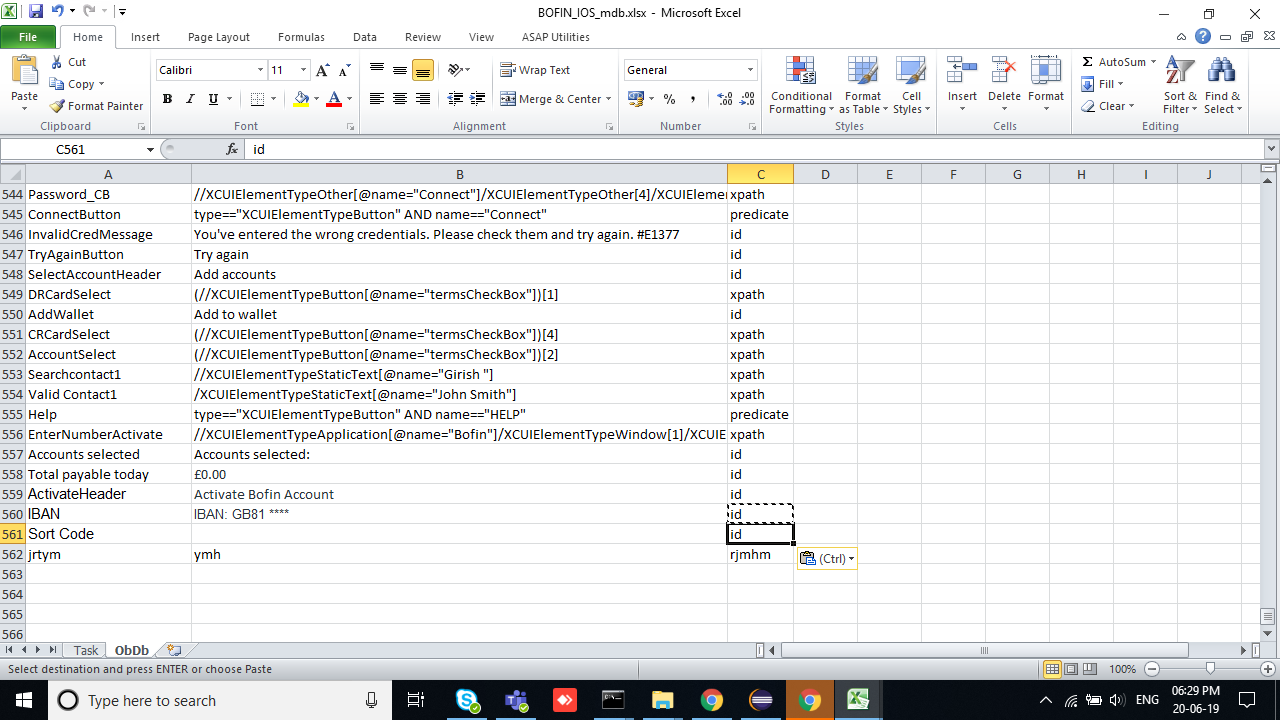 BOFIN_IOS_mdb.xlsx - Microsoft Excel
File Home Insert Page Layout Formulas Data Review View ASAP Utilities
Paste Cut Copy Format Painter Clipboard
Calibri 11 A A B I U A Font
Wrap Text Merge & Center Alignment
General % , .00 .00 Number
Conditional Formatting Format as Table Cell Styles Styles
Insert Delete Format Cells
Σ AutoSum Fill Clear Sort & Filter Find & Select Editing
C561 fx id
A B C D E F G H I J
544 Password_CB //XCUIElementTypeOther[@name="Connect"]/XCUIElementTypeOther[4]/XCUIElemen xpath
545 ConnectButton type=="XCUIElementTypeButton" AND name=="Connect" predicate
546 InvalidCredMessage You've entered the wrong credentials. Please check them and try again. #E1377 id
547 TryAgainButton Try again id
548 SelectAccountHeader Add accounts id
549 DRCardSelect (//XCUIElementTypeButton[@name="termsCheckBox"])[1] xpath
550 AddWallet Add to wallet id
551 CRCardSelect (//XCUIElementTypeButton[@name="termsCheckBox"])[4] xpath
552 AccountSelect (//XCUIElementTypeButton[@name="termsCheckBox"])[2] xpath
553 Searchcontact1 //XCUIElementTypeStaticText[@name="Girish "] xpath
554 Valid Contact1 /XCUIElementTypeStaticText[@name="John Smith"] xpath
555 Help type=="XCUIElementTypeButton" AND name=="HELP" predicate
556 EnterNumberActivate //XCUIElementTypeApplication[@name="Bofin"]/XCUIElementTypeWindow[1]/XCUIE xpath
557 Accounts selected Accounts selected: id
558 Total payable today £0.00 id
559 ActivateHeader Activate Bofin Account id
560 IBAN IBAN: GB81 **** id
561 Sort Code id
562 jrtym ymh rjmhm
563 (Ctrl)
564
565
566
Task ObDb
Select destination and press ENTER or choose Paste 100%
Type here to search ENG 06:29 PM
20-06-19